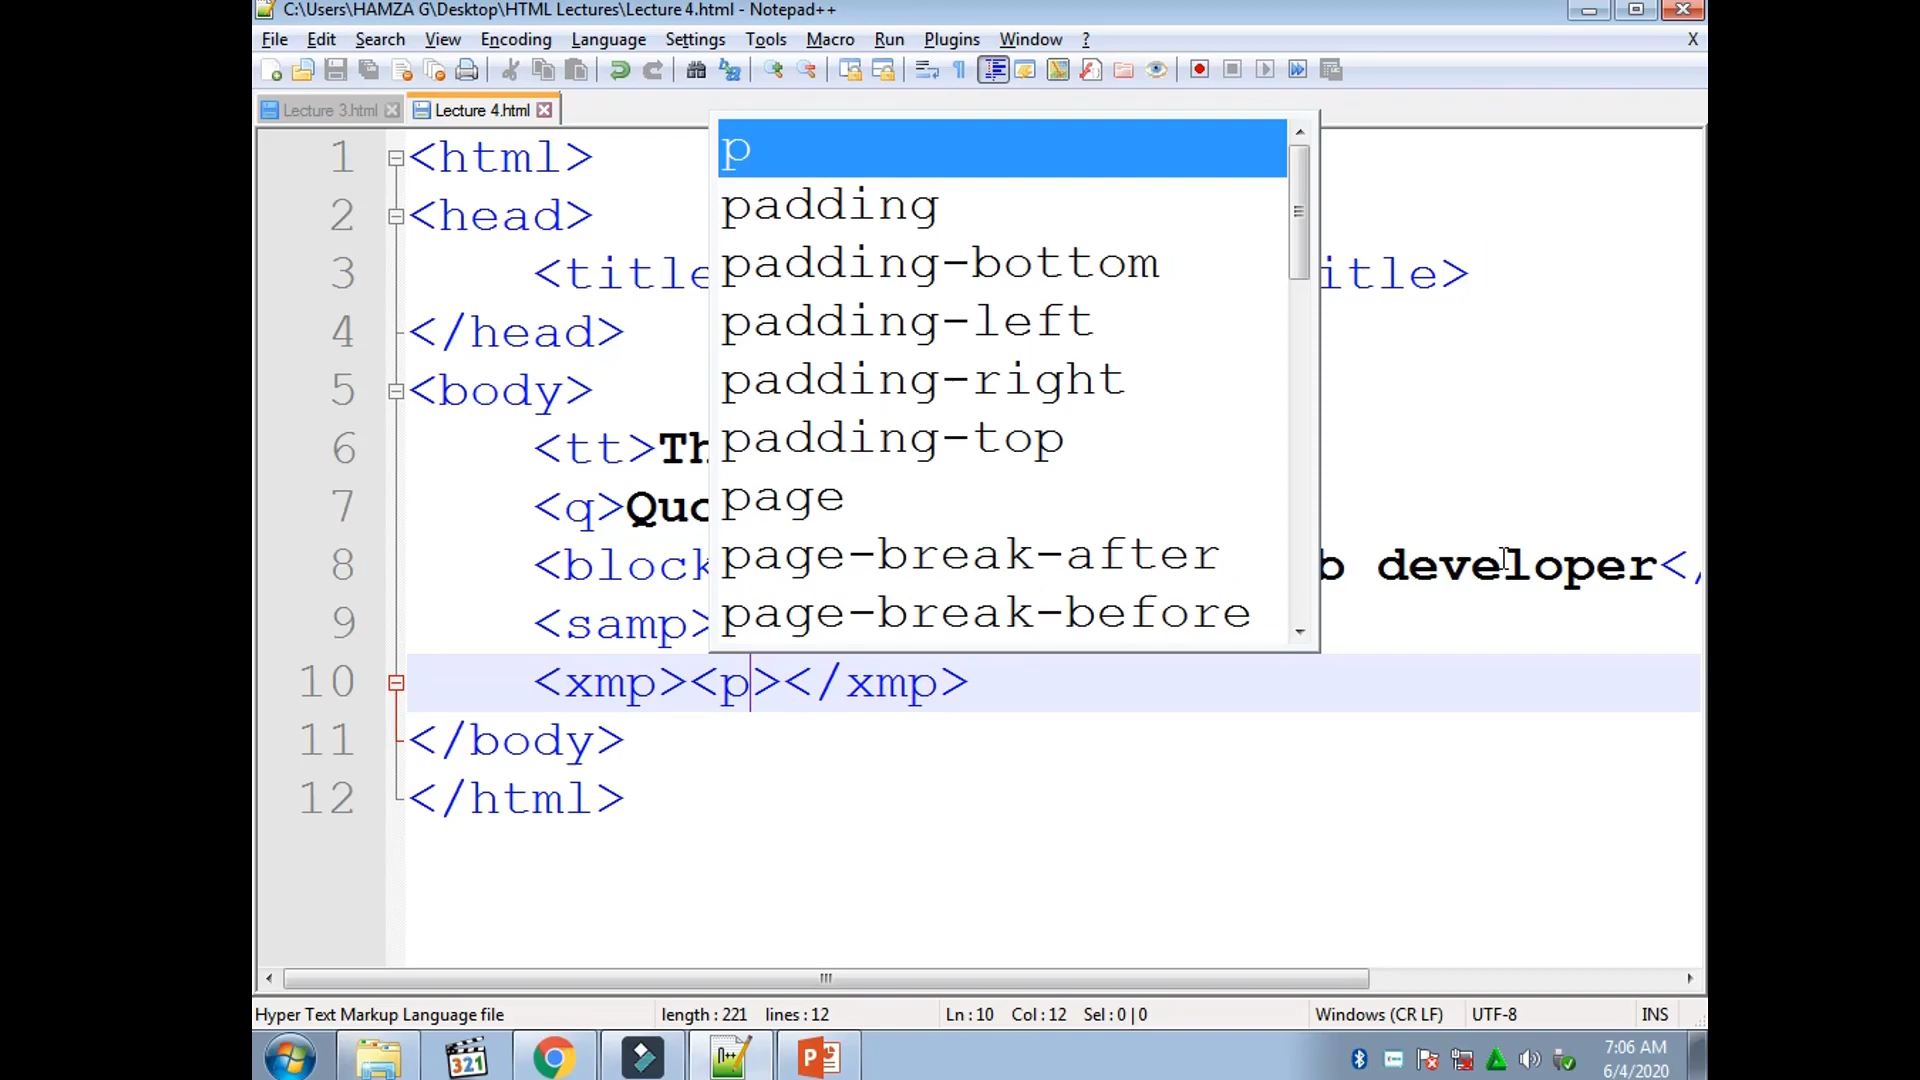 C:\Users\HAMZA G\Desktop\HTML Lectures\Lecture 4.html - Notepad++
File Edit Search View Encoding Language Settings Tools Macro Run Plugins Window ? X
Lecture 3.html Lecture 4.html
1 <html>
2 <head>
3 <title itle>
4 </head>
5 <body>
6 <tt>Th
7 <q>Quo
8 <block b developer</
9 <samp>
10 <xmp><p></xmp>
11 </body>
12 </html>
p
padding
padding-bottom
padding-left
padding-right
padding-top
page
page-break-after
page-break-before
Hyper Text Markup Language file length : 221 lines : 12 Ln : 10 Col : 12 Sel : 0 | 0 Windows (CR LF) UTF-8 INS
321
n++
P
7:06 AM
6/4/2020